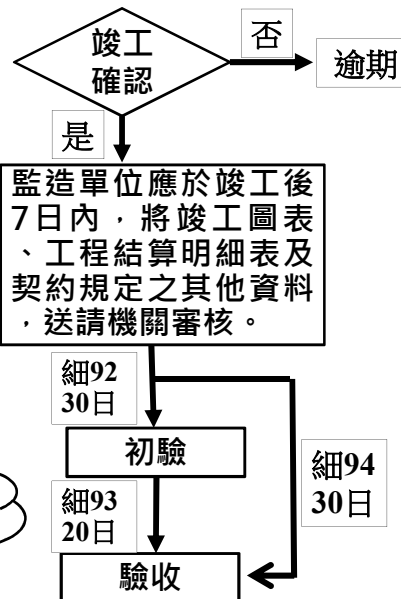 竣工
確認
否
逾期
是
監造單位應於竣工後
7日內，將竣工圖表
、工程結算明細表及
契約規定之其他資料
，送請機關審核。
細92
30日
初驗
細94
30日
細93
20日
驗收